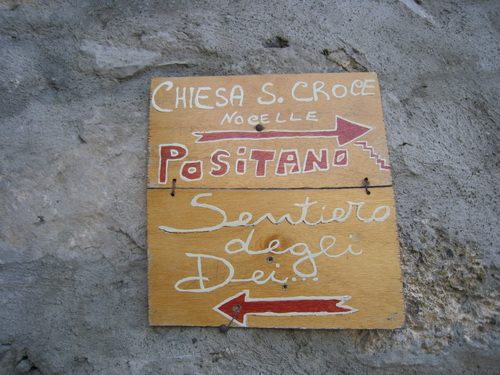 CHIESA S. CROCE
NOCELLE
POSITANO
Sentiero
degli
Dei...